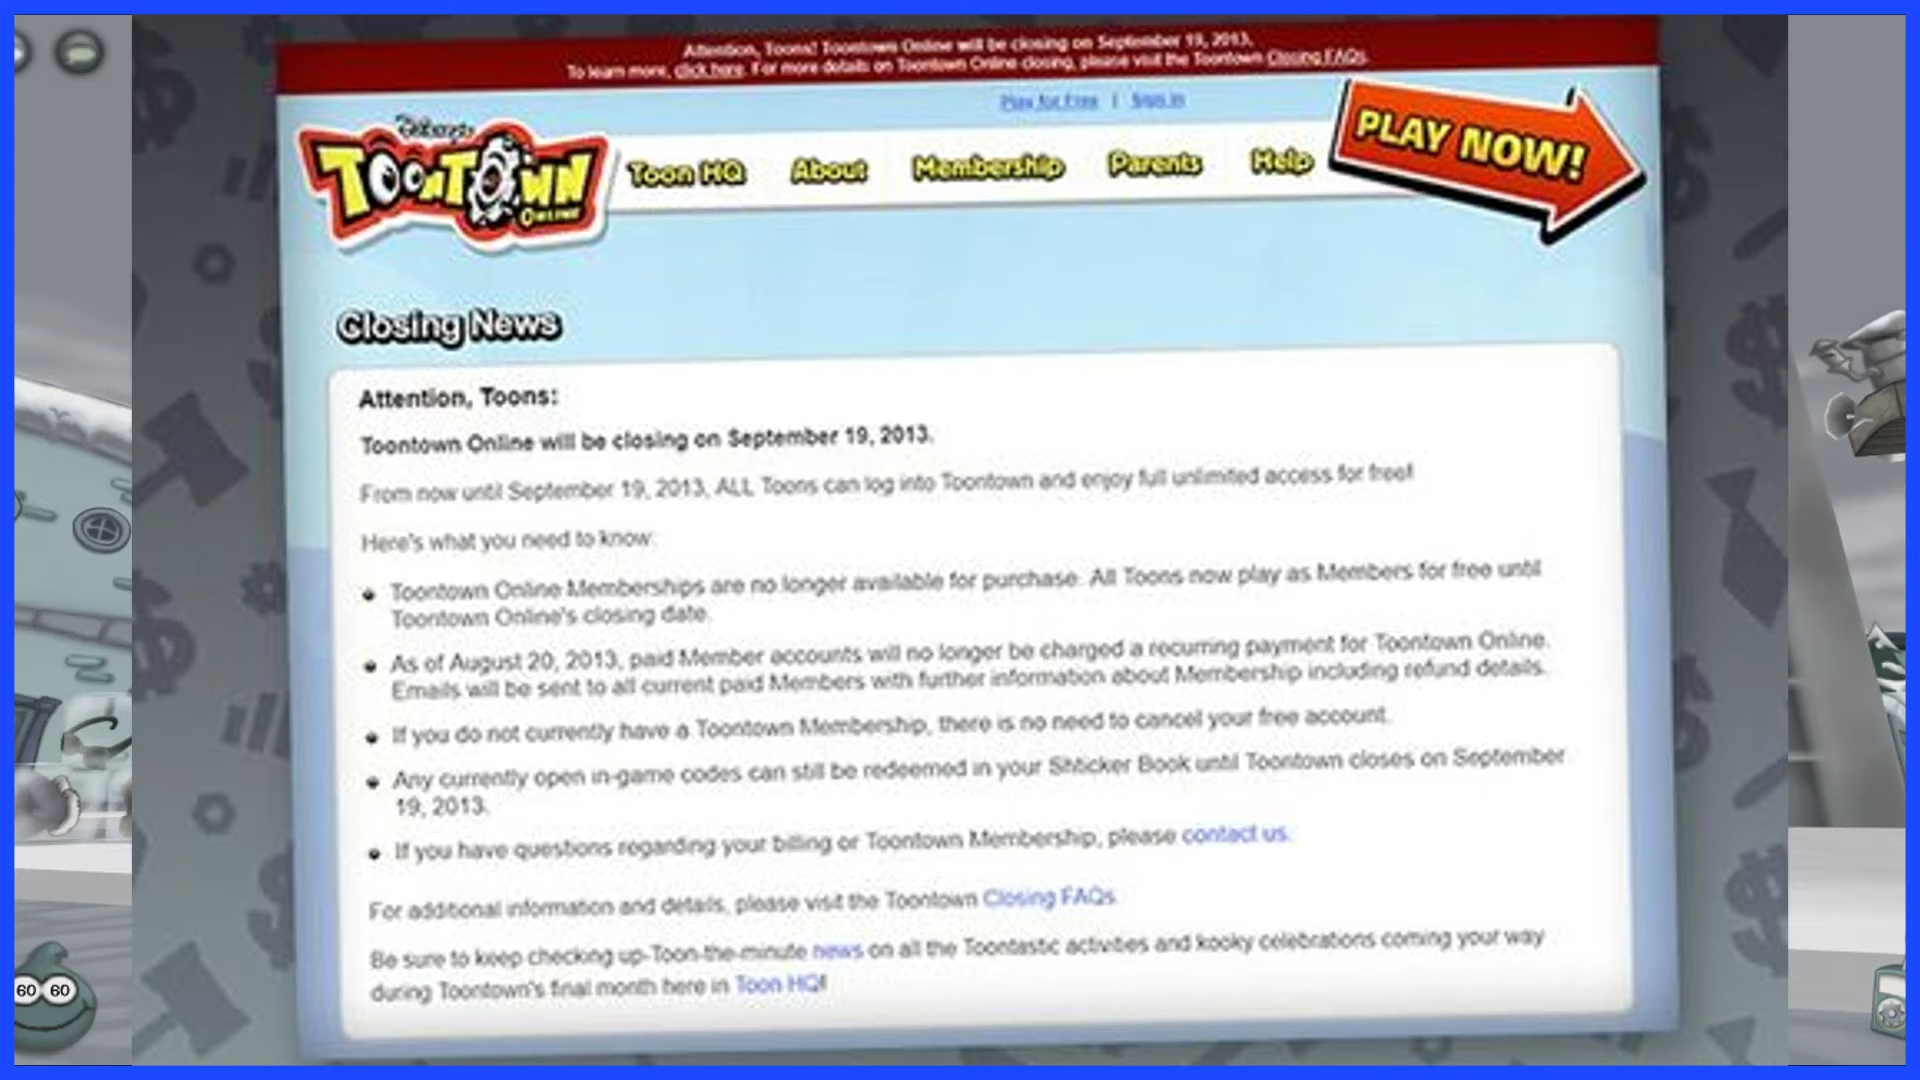 Attention, Toons! Toontown Online will be closing on September 19, 2013.
To learn more, click here. For more details on Toontown Online closing, please visit the Toontown Closing FAQs.
Play for Free | Sign in
Disney's
TOONTOWN
ONLINE
Toon HQ
About
Membership
Parents
Help
PLAY NOW!
Closing News
Attention, Toons:
Toontown Online will be closing on September 19, 2013.
From now until September 19, 2013, ALL Toons can log into Toontown and enjoy full unlimited access for free!
Here's what you need to know:
Toontown Online Memberships are no longer available for purchase. All Toons now play as Members for free until
Toontown Online's closing date.
As of August 20, 2013, paid Member accounts will no longer be charged a recurring payment for Toontown Online.
Emails will be sent to all current paid Members with further information about Membership including refund details.
If you do not currently have a Toontown Membership, there is no need to cancel your free account.
Any currently open in-game codes can still be redeemed in your Shticker Book until Toontown closes on September
19, 2013.
If you have questions regarding your billing or Toontown Membership, please contact us.
For additional information and details, please visit the Toontown Closing FAQs.
Be sure to keep checking up-Toon-the-minute news on all the Toontastic activities and kooky celebrations coming your way
during Toontown's final month here in Toon HQ!
60 60